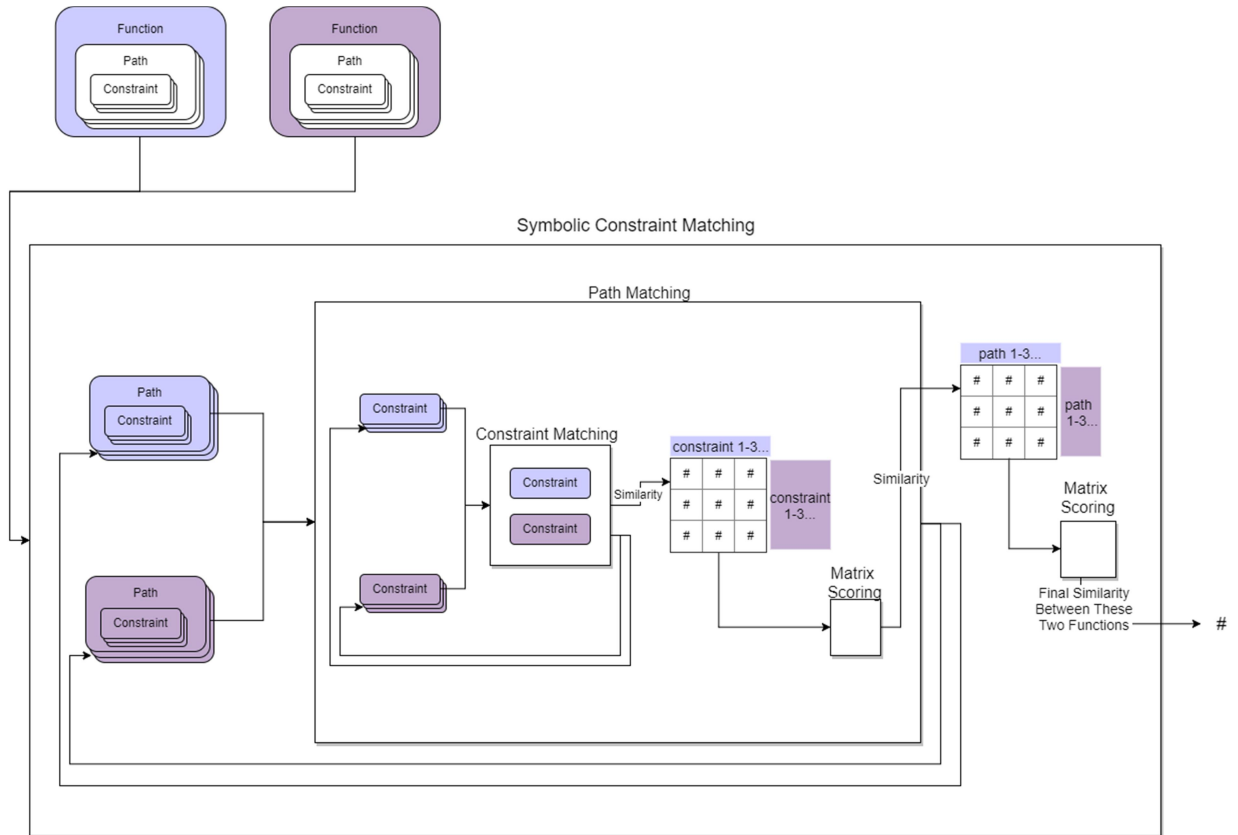 Function
Path
Constraint
Function
Path
Constraint
Symbolic Constraint Matching
Path Matching
Path
Constraint
Path
Constraint
Constraint
Constraint
Constraint Matching
Constraint
Constraint
Similarity
constraint 1-3...
# # #
# # #
# # #
constraint
1-3...
Matrix
Scoring
Similarity
path 1-3...
# # #
# # #
# # #
path
1-3...
Matrix
Scoring
Final Similarity
Between These
Two Functions
#